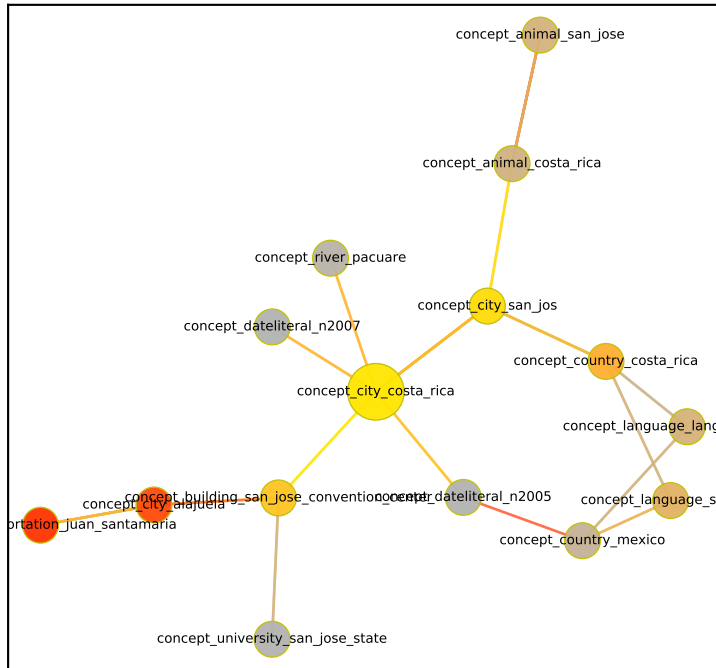 concept_animal_san_jose
concept_animal_costa_rica
concept_river_pacuare
concept_city_san_jos
concept_dateliteral_n2007
concept_country_costa_rica
concept_city_costa_rica
concept_language_lang
concept_building_san_jose_convention_center
concept_dateliteral_n2005
concept_language_s
concept_city_alajuela
ortation_juan_santamaria
concept_country_mexico
concept_university_san_jose_state